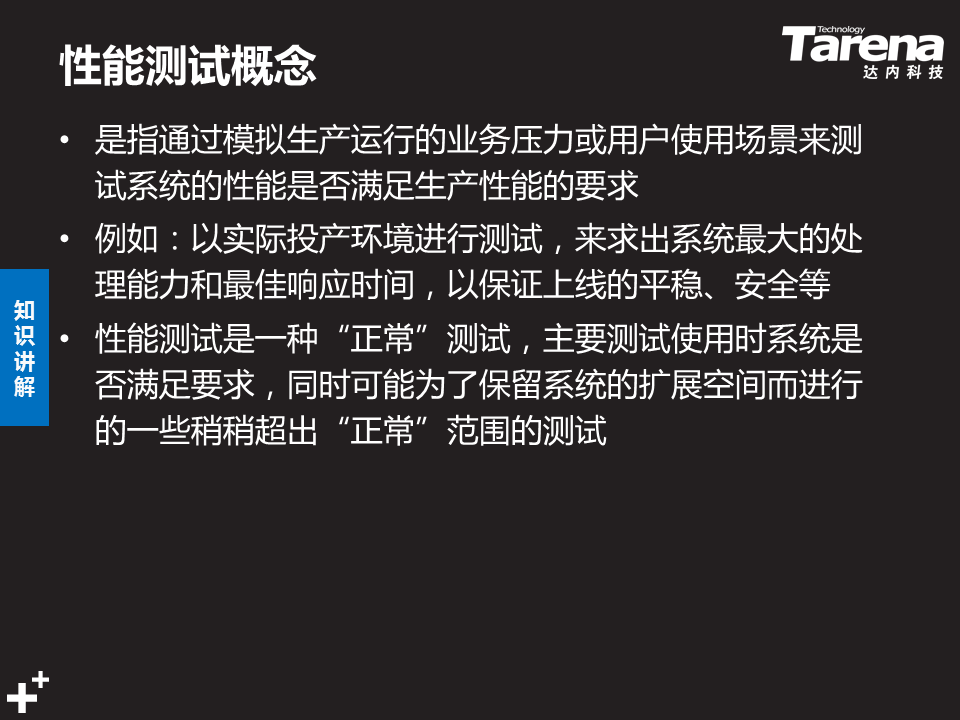 性能测试概念
Technology
Tarena
达内科技
• 是指通过模拟生产运行的业务压力或用户使用场景来测
试系统的性能是否满足生产性能的要求
• 例如：以实际投产环境进行测试，来求出系统最大的处
理能力和最佳响应时间，以保证上线的平稳、安全等
• 性能测试是一种“正常”测试，主要测试使用时系统是
否满足要求，同时可能为了保留系统的扩展空间而进行
的一些稍稍超出“正常”范围的测试
知
识
讲
解